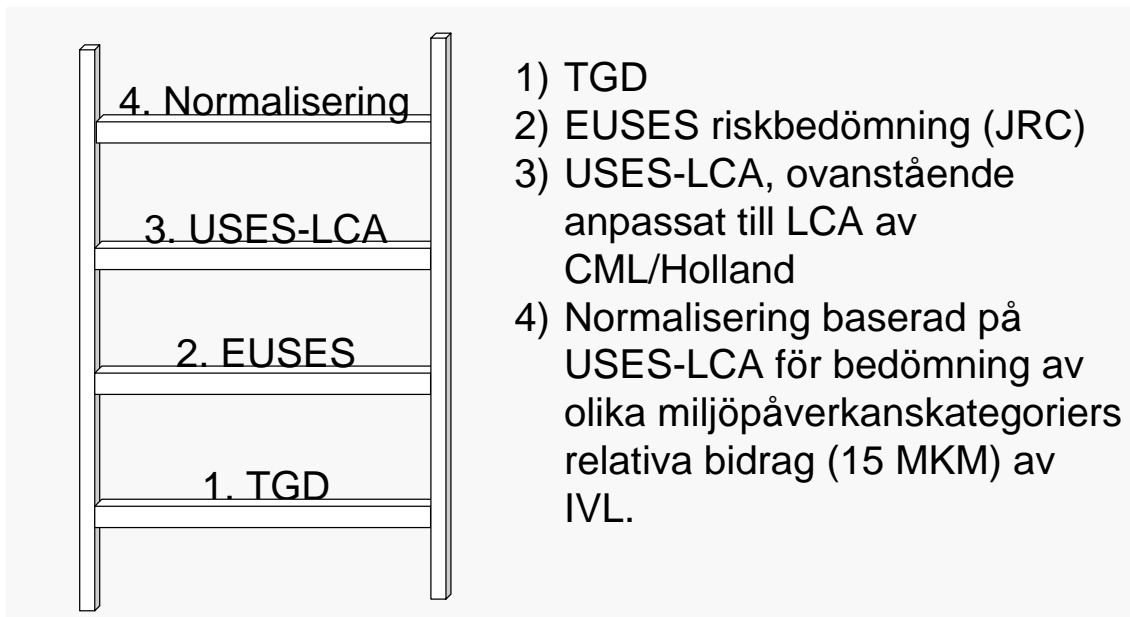 4. Normalisering
3. USES-LCA
2. EUSES
1. TGD
1) TGD
2) EUSES riskbedömning (JRC)
3) USES-LCA, ovanstående
anpassat till LCA av
CML/Holland
4) Normalisering baserad på
USES-LCA för bedömning av
olika miljöpåverkanskategoriers
relativa bidrag (15 MKM) av
IVL.